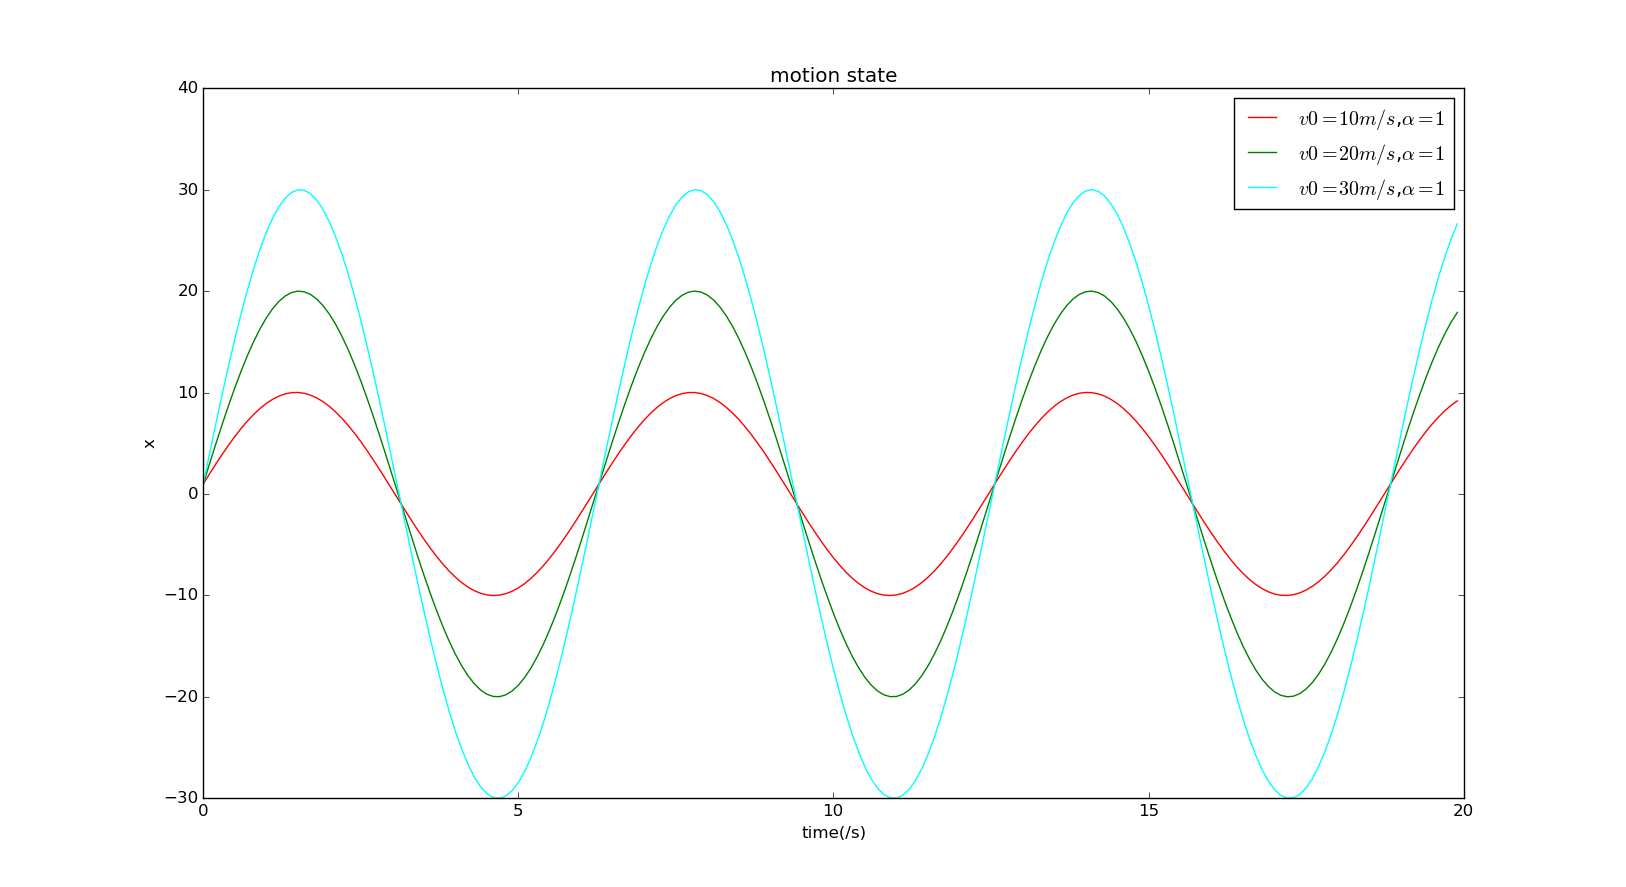 motion state
40
30
20
10
0
−10
−20
−30
x
0 5 10 15 20
time(/s)
v0=10m/s,α=1
v0=20m/s,α=1
v0=30m/s,α=1